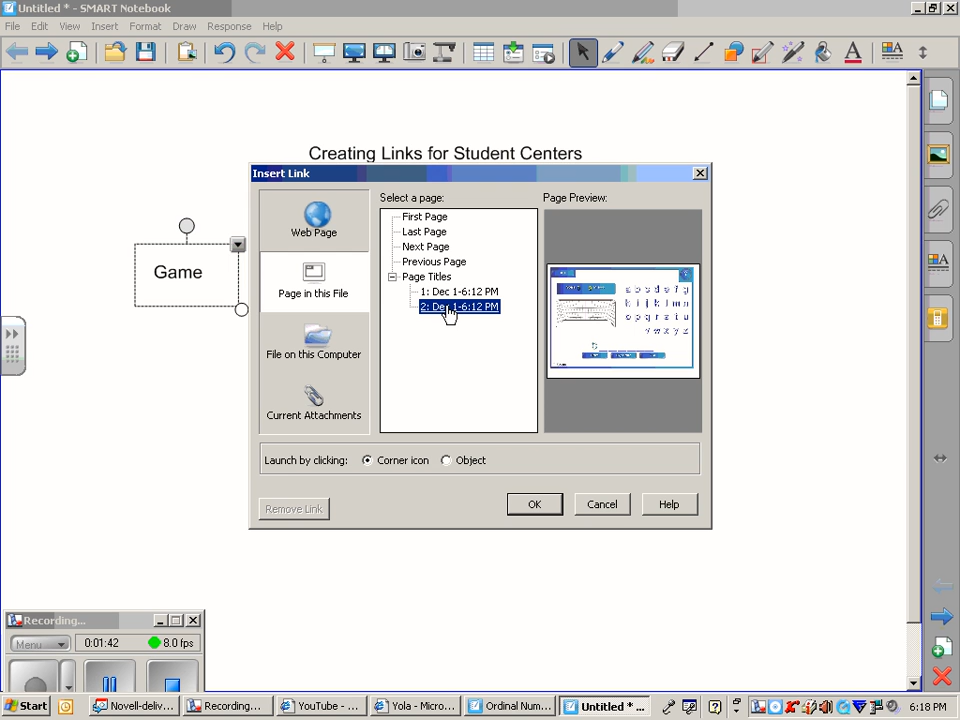 Untitled * - SMART Notebook
File Edit View Insert Format Draw Response Help
Creating Links for Student Centers
Game
Insert Link
Web Page
Page in this File
File on this Computer
Current Attachments
Select a page:
First Page
Last Page
Next Page
Previous Page
Page Titles
1: Dec 1-6:12 PM
2: Dec 1-6:12 PM
Page Preview:
a b c d e f g
h i j k l m n
o p q r s t u
v w x y z
Launch by clicking: Corner icon Object
Remove Link OK Cancel Help
Recording...
Menu 0:01:42 8.0 fps
Start Novell-deliv... Recording... YouTube - ... Yola - Micro... Ordinal Num... Untitled * ... 6:18 PM